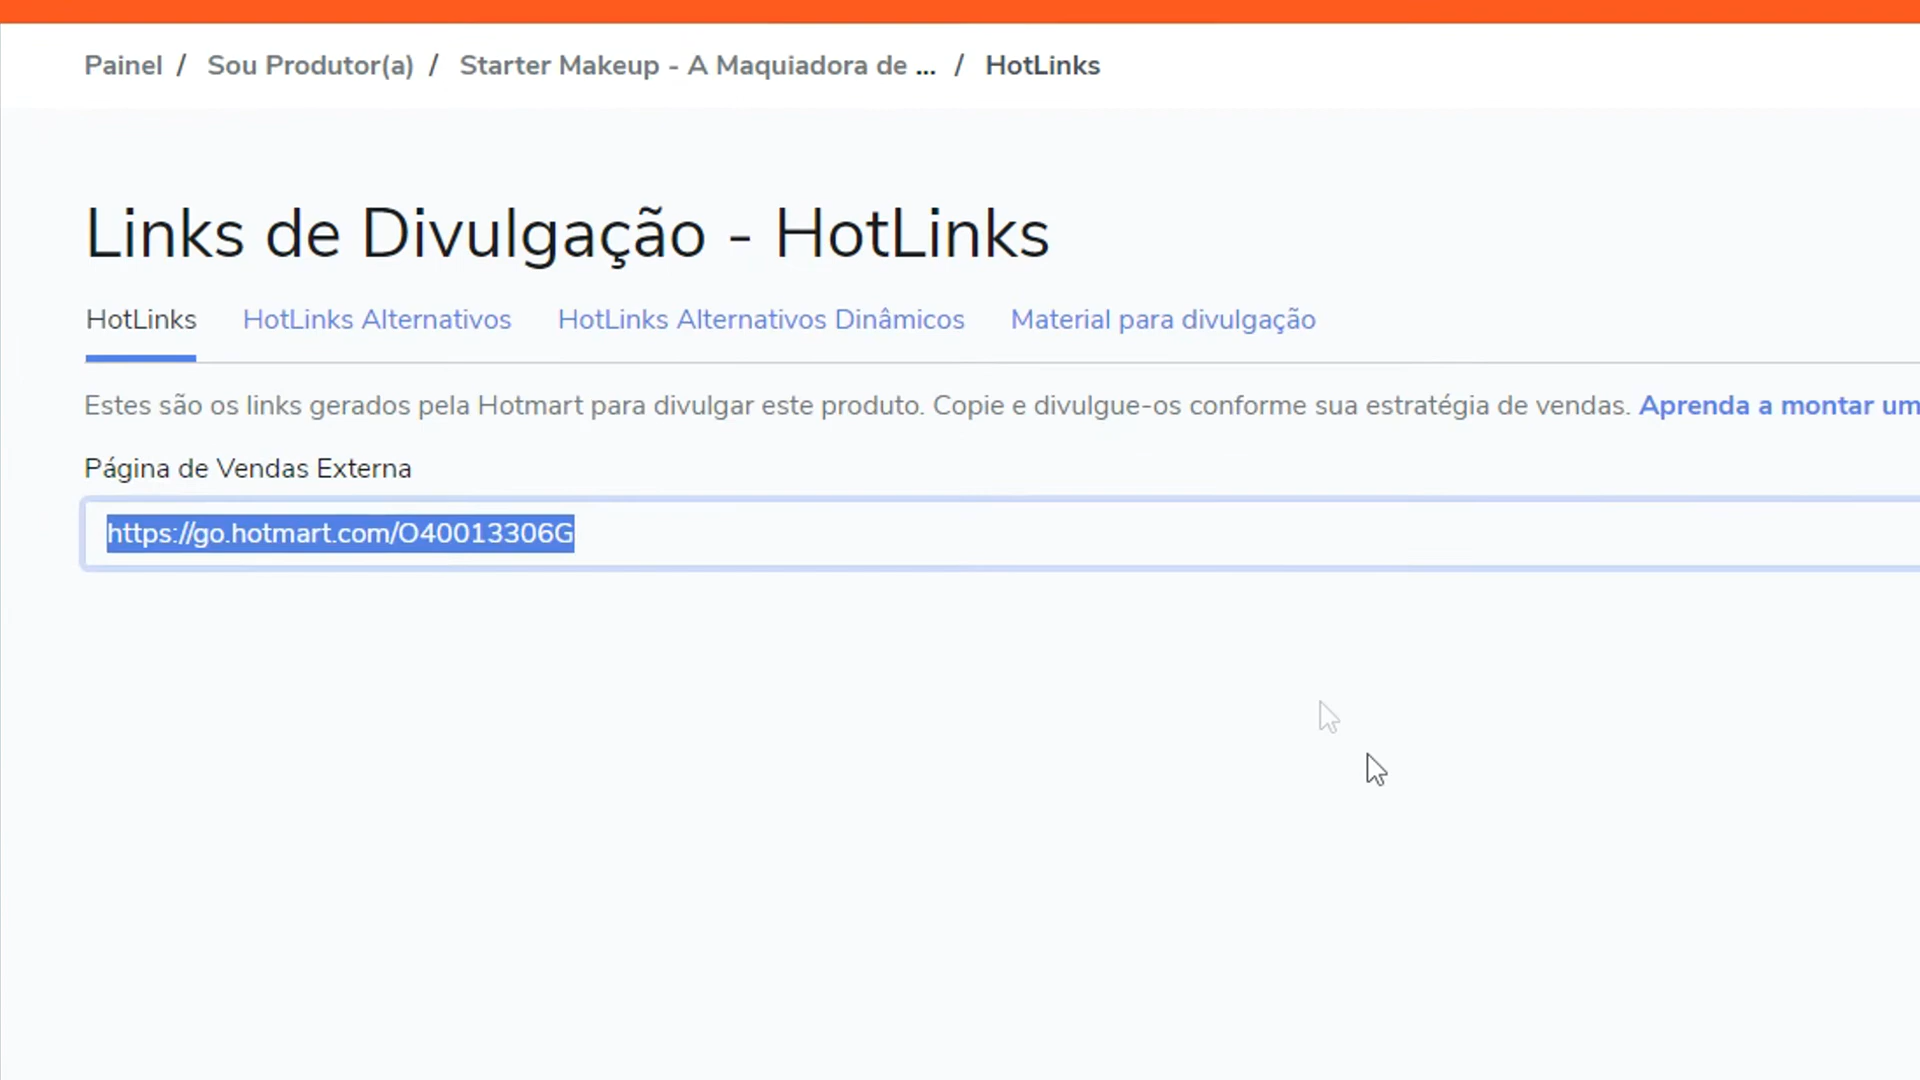 Painel / Sou Produtor(a) / Starter Makeup - A Maquiadora de ... / HotLinks
Links de Divulgação - HotLinks
HotLinks HotLinks Alternativos HotLinks Alternativos Dinâmicos Material para divulgação
Estes são os links gerados pela Hotmart para divulgar este produto. Copie e divulgue-os conforme sua estratégia de vendas. Aprenda a montar um
Página de Vendas Externa
https://go.hotmart.com/O40013306G